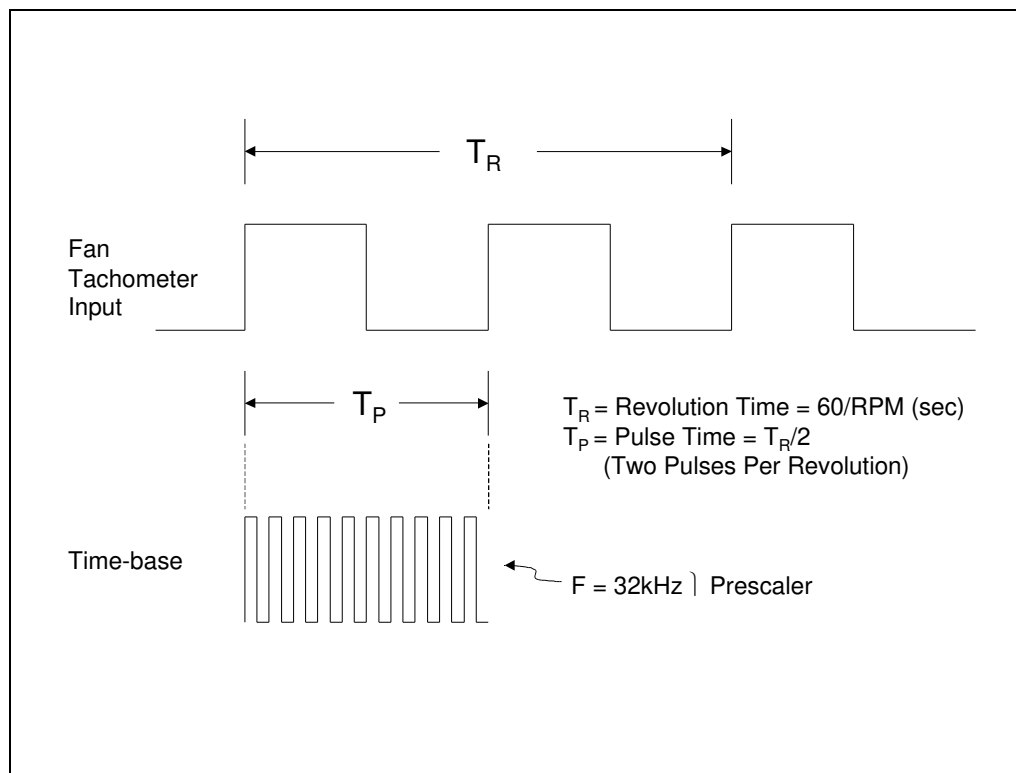 T_R
Fan
Tachometer
Input
T_P
T_R = Revolution Time = 60/RPM (sec)
T_P = Pulse Time = T_R/2
(Two Pulses Per Revolution)
Time-base
F = 32kHz ⎫ Prescaler